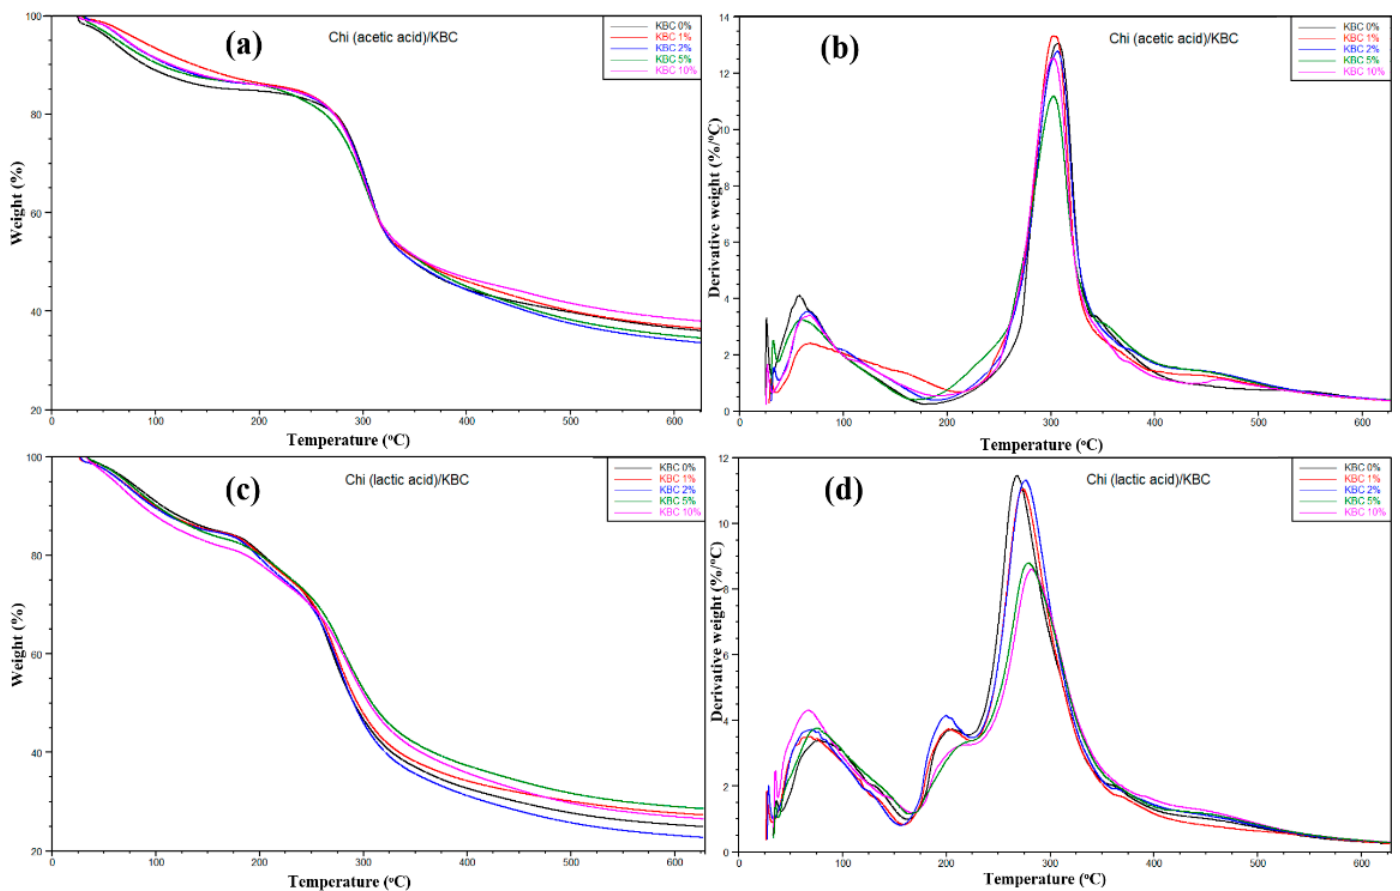 (a)
Chi (acetic acid)/KBC
KBC 0%
KBC 1%
KBC 2%
KBC 5%
KBC 10%
Weight (%)
100
80
60
40
20
0
100
200
300
400
500
600
Temperature (°C)
(b)
Chi (acetic acid)/KBC
KBC 0%
KBC 1%
KBC 2%
KBC 5%
KBC 10%
Derivative weight (%/°C)
14
12
10
8
6
4
2
0
0
100
200
300
400
500
600
Temperature (°C)
(c)
Chi (lactic acid)/KBC
KBC 0%
KBC 1%
KBC 2%
KBC 5%
KBC 10%
Weight (%)
100
80
60
40
20
0
100
200
300
400
500
600
Temperature (°C)
(d)
Chi (lactic acid)/KBC
KBC 0%
KBC 1%
KBC 2%
KBC 5%
KBC 10%
Derivative weight (%/°C)
12
10
8
6
4
2
0
0
100
200
300
400
500
600
Temperature (°C)